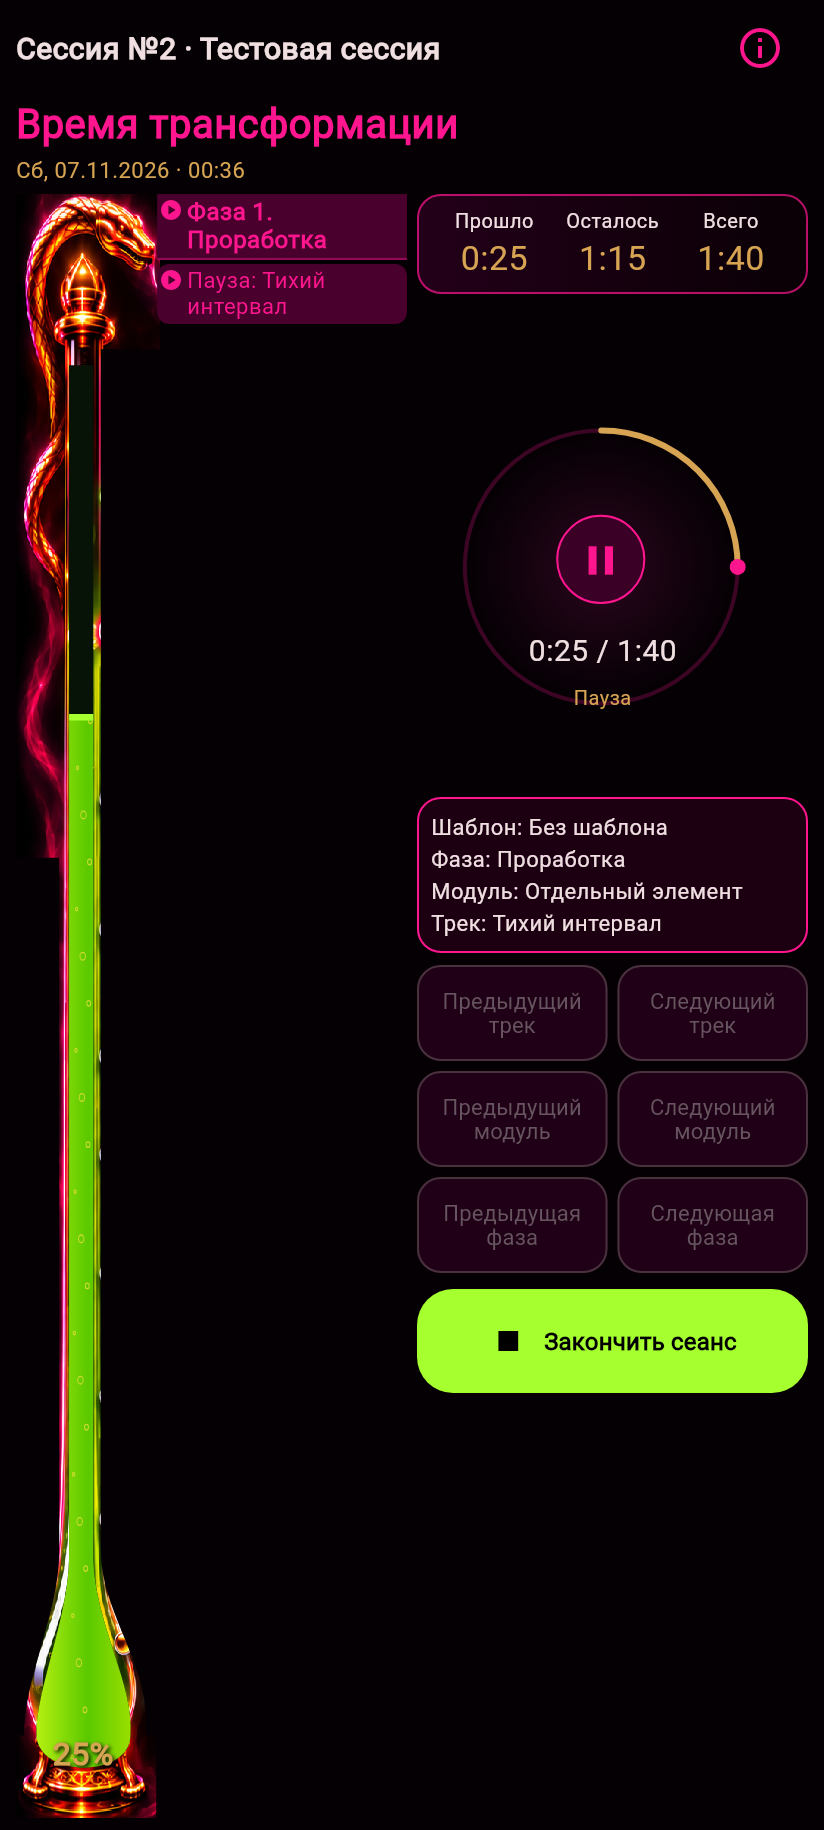 Сессия №2 · Тестовая сессия
Время трансформации
Сб, 07.11.2026 · 00:36
Фаза 1.
Проработка
Пауза: Тихий
интервал
Прошло Осталось Всего
0:25 1:15 1:40
0:25 / 1:40
Пауза
Шаблон: Без шаблона
Фаза: Проработка
Модуль: Отдельный элемент
Трек: Тихий интервал
Предыдущий
трек
Следующий
трек
Предыдущий
модуль
Следующий
модуль
Предыдущая
фаза
Следующая
фаза
Закончить сеанс
25%